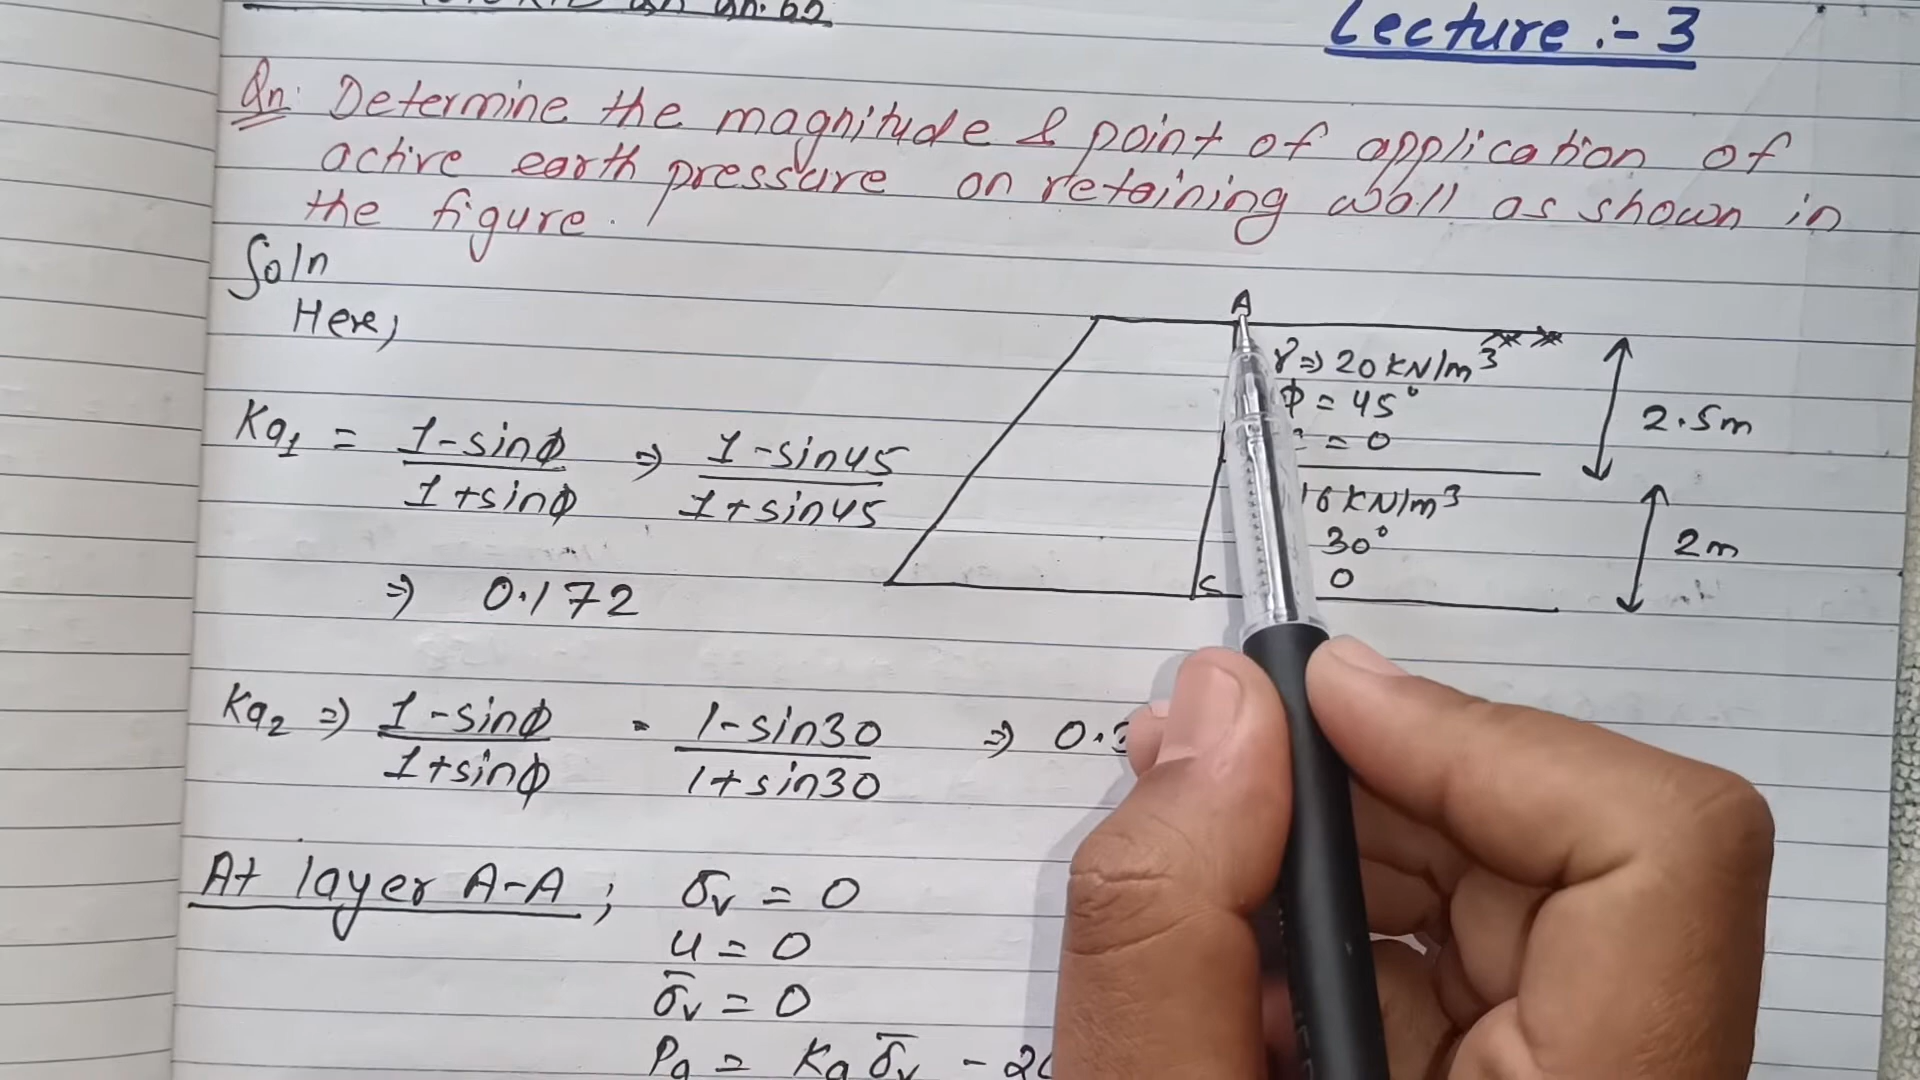 Lecture :- 3
Qn: Determine the magnitude & point of application of
active earth pressure on retaining wall as shown in
the figure.
Soln
Here,
A
γ => 20 KN/m³
φ = 45°
= 0
2.5m
16 KN/m³
30°
0
2m
C
Ka₁ = 1-sinφ / 1+sinφ => 1-sin45 / 1+sin45
=> 0.172
Ka₂ => 1-sinφ / 1+sinφ = 1-sin30 / 1+sin30 =>
At layer A-A ; σv = 0
u = 0
σ̄v = 0
Pa = Ka σ̄v